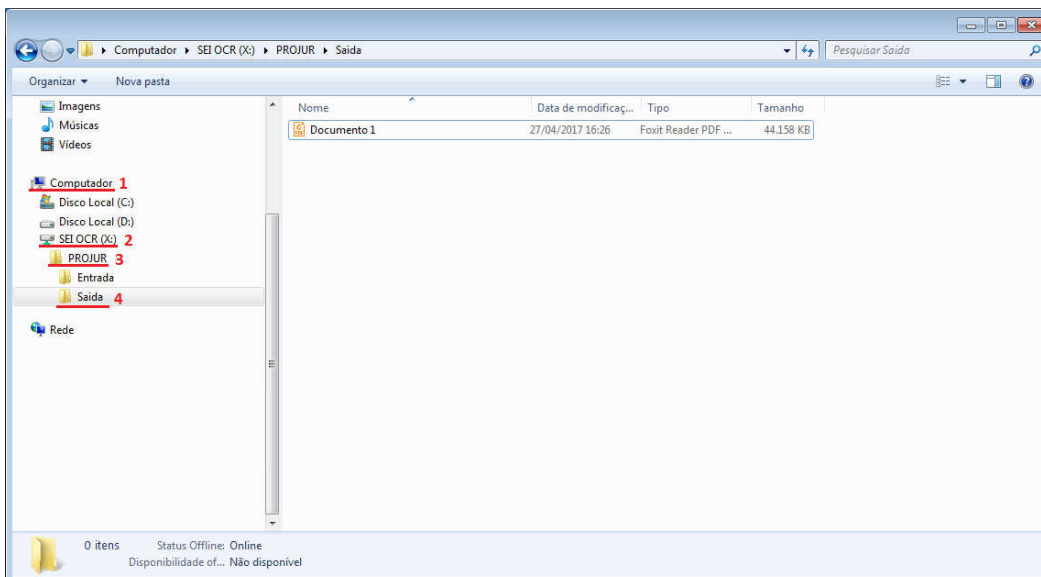 Computador ▸ SEI OCR (X:) ▸ PROJUR ▸ Saida
Pesquisar Saida
Organizar Nova pasta
Imagens
Músicas
Vídeos
Computador 1
Disco Local (C:)
Disco Local (D:)
SEI OCR (X:) 2
PROJUR 3
Entrada
Saida 4
Rede
Nome Data de modificaç... Tipo Tamanho
Documento 1 27/04/2017 16:26 Foxit Reader PDF ... 44.158 KB
0 itens Status Offline: Online
Disponibilidade of... Não disponível